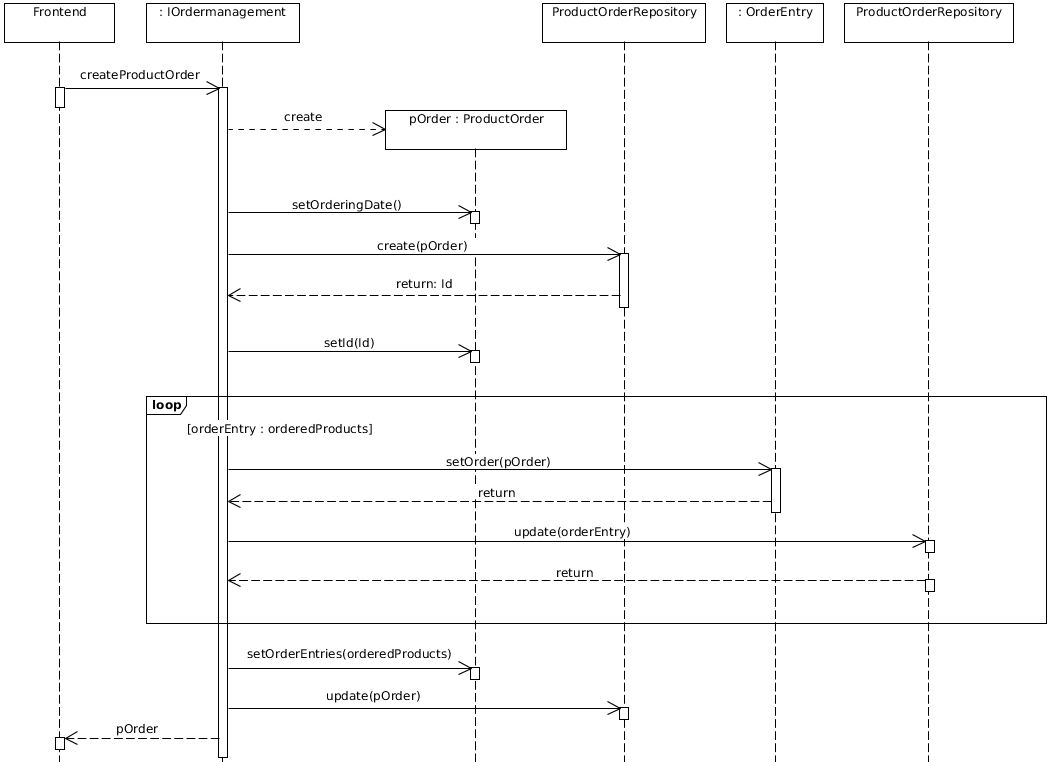 Frontend
: IOrdermanagement
ProductOrderRepository
: OrderEntry
ProductOrderRepository
createProductOrder
create
pOrder : ProductOrder
setOrderingDate()
create(pOrder)
return: Id
setId(Id)
loop
[orderEntry : orderedProducts]
setOrder(pOrder)
return
update(orderEntry)
return
setOrderEntries(orderedProducts)
update(pOrder)
pOrder